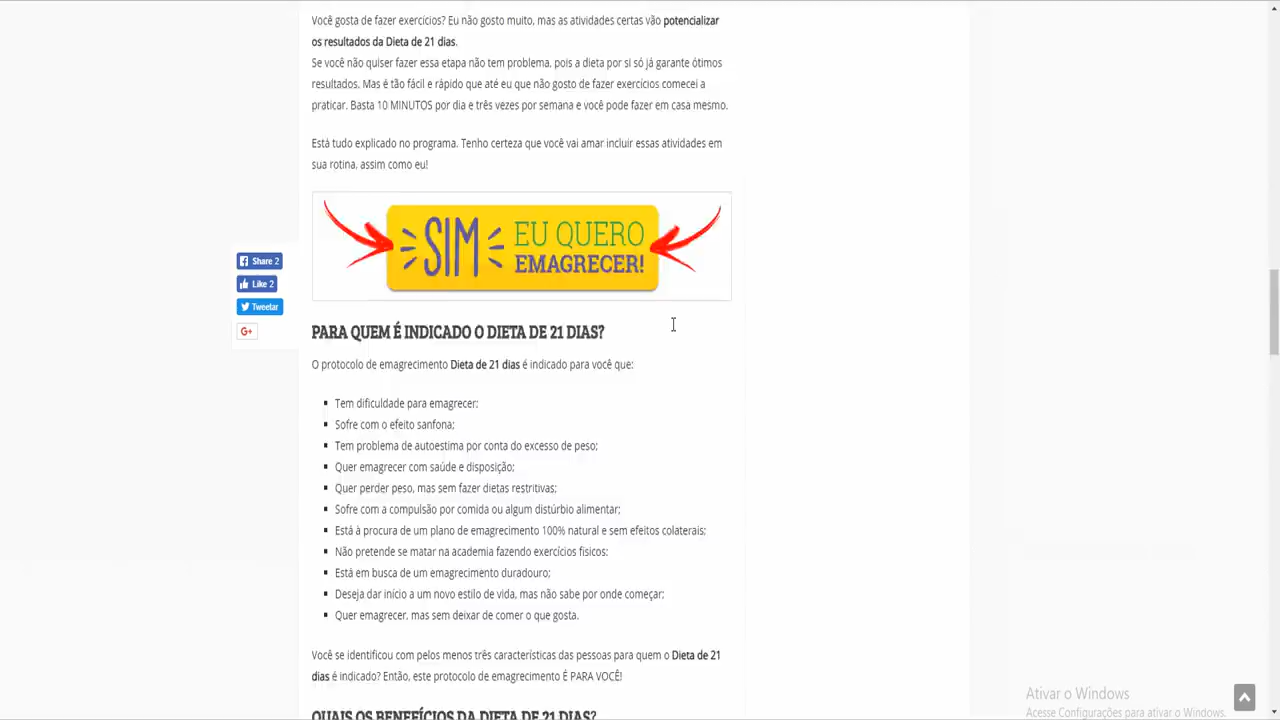 Você gosta de fazer exercícios? Eu não gosto muito, mas as atividades certas vão potencializar
os resultados da Dieta de 21 dias.
Se você não quiser fazer essa etapa não tem problema, pois a dieta por si só já garante ótimos
resultados. Mas é tão fácil e rápido que até eu que não gosto de fazer exercícios comecei a
praticar. Basta 10 MINUTOS por dia e três vezes por semana e você pode fazer em casa mesmo.
Está tudo explicado no programa. Tenho certeza que você vai amar incluir essas atividades em
sua rotina, assim como eu!
SIM EU QUERO
EMAGRECER!
Share 2
Like 2
Tweetar
G+
PARA QUEM É INDICADO O DIETA DE 21 DIAS?
O protocolo de emagrecimento Dieta de 21 dias é indicado para você que:
Tem dificuldade para emagrecer;
Sofre com o efeito sanfona;
Tem problema de autoestima por conta do excesso de peso;
Quer emagrecer com saúde e disposição;
Quer perder peso, mas sem fazer dietas restritivas;
Sofre com a compulsão por comida ou algum distúrbio alimentar;
Está à procura de um plano de emagrecimento 100% natural e sem efeitos colaterais;
Não pretende se matar na academia fazendo exercícios físicos;
Está em busca de um emagrecimento duradouro;
Deseja dar início a um novo estilo de vida, mas não sabe por onde começar;
Quer emagrecer, mas sem deixar de comer o que gosta.
Você se identificou com pelos menos três características das pessoas para quem o Dieta de 21
dias é indicado? Então, este protocolo de emagrecimento É PARA VOCÊ!
QUAIS OS BENEFÍCIOS DA DIETA DE 21 DIAS?
Ativar o Windows
Acesse Configurações para ativar o Windows.